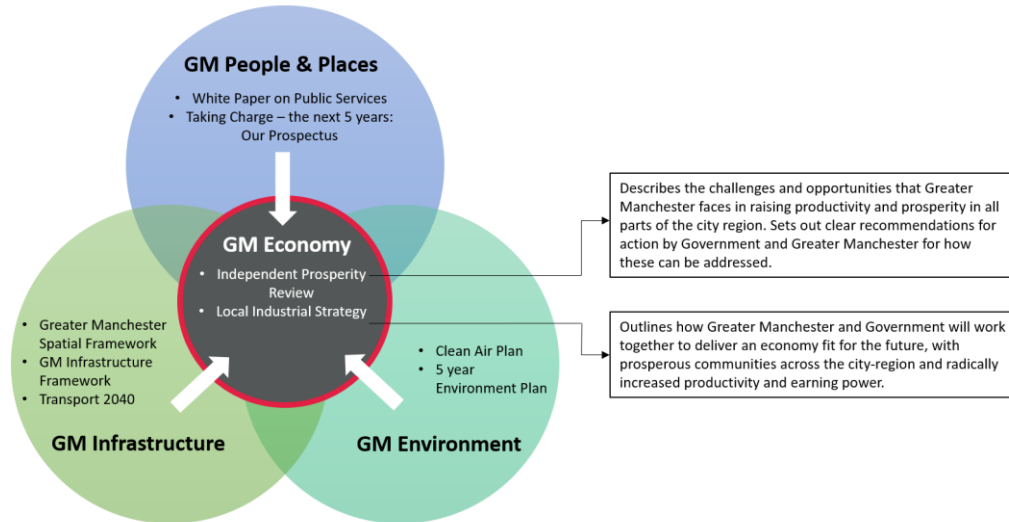 GM People & Places
• White Paper on Public Services
• Taking Charge – the next 5 years:
Our Prospectus
GM Economy
• Independent Prosperity
Review
• Local Industrial Strategy
• Greater Manchester
Spatial Framework
• GM Infrastructure
Framework
• Transport 2040
GM Infrastructure
• Clean Air Plan
• 5 year
Environment Plan
GM Environment
Describes the challenges and opportunities that Greater
Manchester faces in raising productivity and prosperity in all
parts of the city region. Sets out clear recommendations for
action by Government and Greater Manchester for how
these can be addressed.
Outlines how Greater Manchester and Government will work
together to deliver an economy fit for the future, with
prosperous communities across the city-region and radically
increased productivity and earning power.